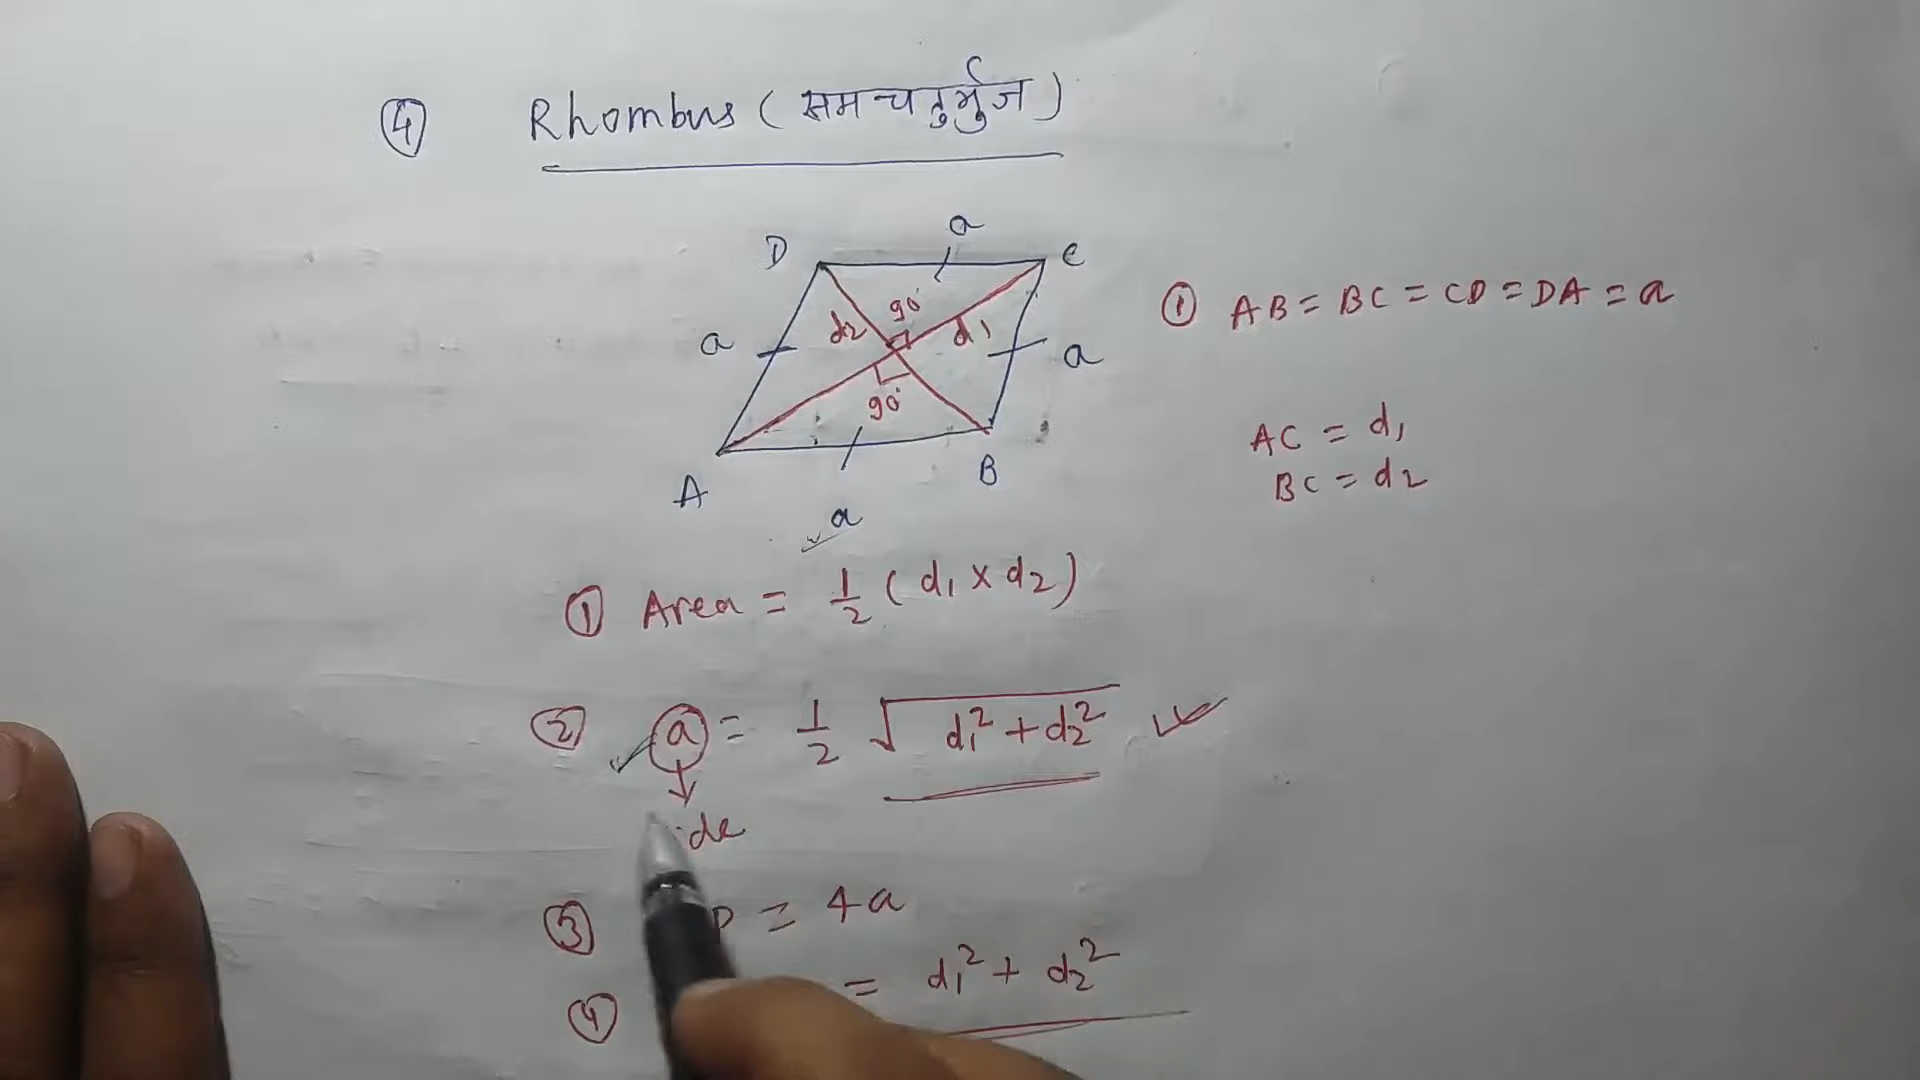 ④ Rhombus (समचतुर्भुज)
a
D C
d2 90° d1
a a
90°
A B
a
① AB = BC = CD = DA = a
AC = d1
BC = d2
① Area = 1/2 (d1 × d2)
② a = 1/2 √(d1² + d2²)
③ P = 4a
④ = d1² + d2²